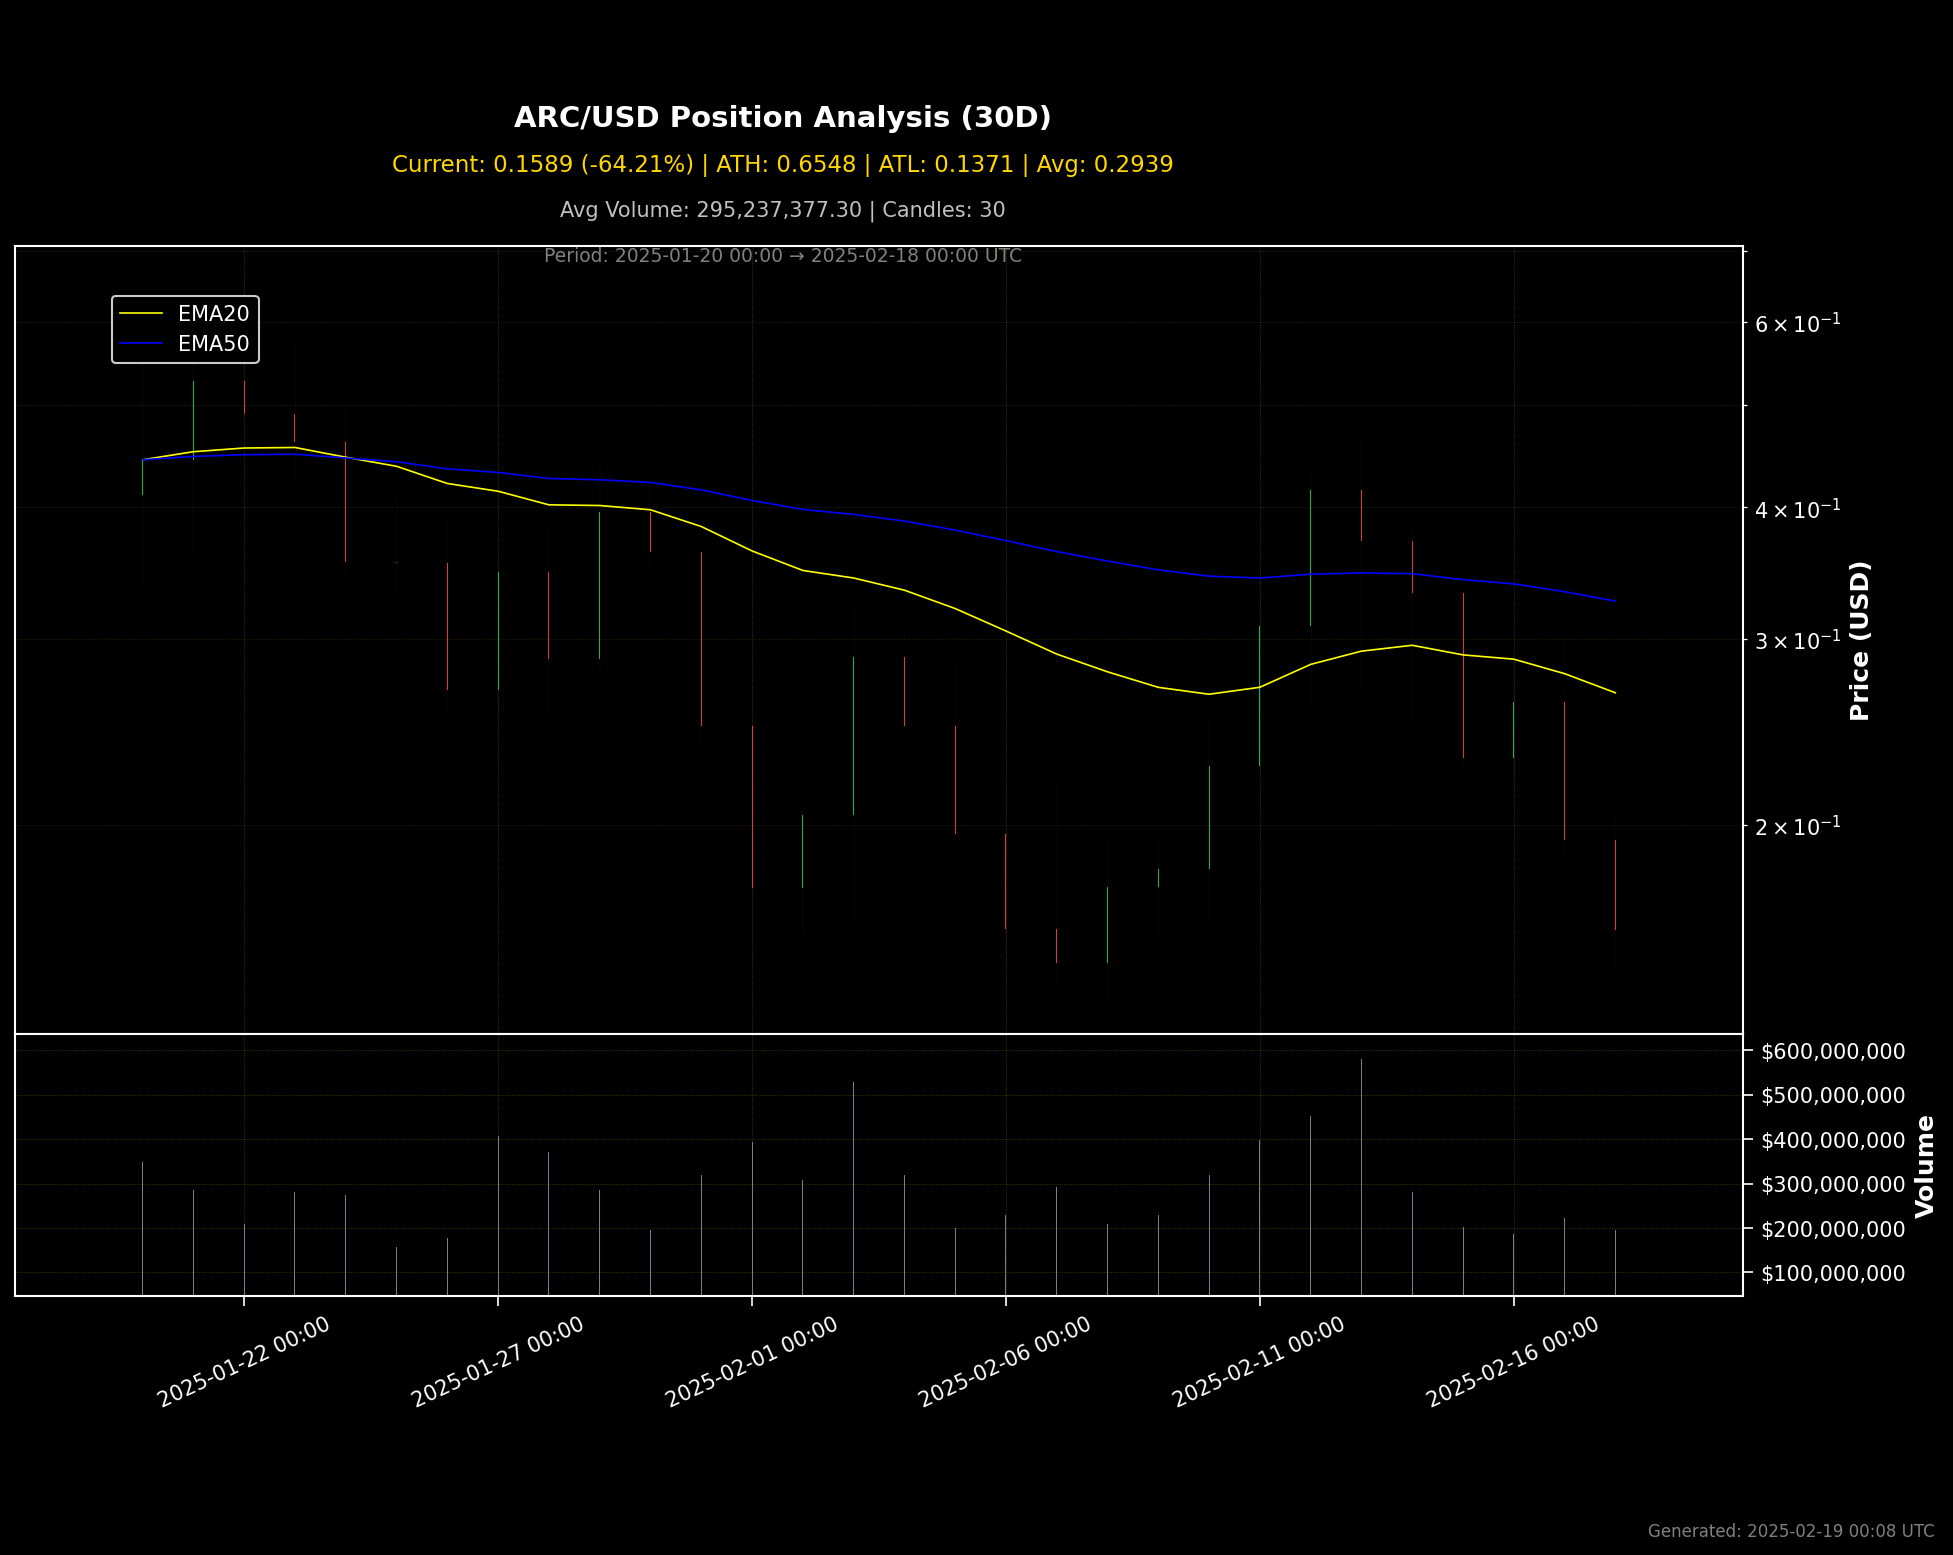 ARC/USD Position Analysis (30D)
Current: 0.1589 (-64.21%) | ATH: 0.6548 | ATL: 0.1371 | Avg: 0.2939
Avg Volume: 295,237,377.30 | Candles: 30
Period: 2025-01-20 00:00 → 2025-02-18 00:00 UTC
EMA20
EMA50
6 × 10⁻¹
4 × 10⁻¹
3 × 10⁻¹
2 × 10⁻¹
Price (USD)
$600,000,000
$500,000,000
$400,000,000
$300,000,000
$200,000,000
$100,000,000
Volume
2025-01-22 00:00
2025-01-27 00:00
2025-02-01 00:00
2025-02-06 00:00
2025-02-11 00:00
2025-02-16 00:00
Generated: 2025-02-19 00:08 UTC